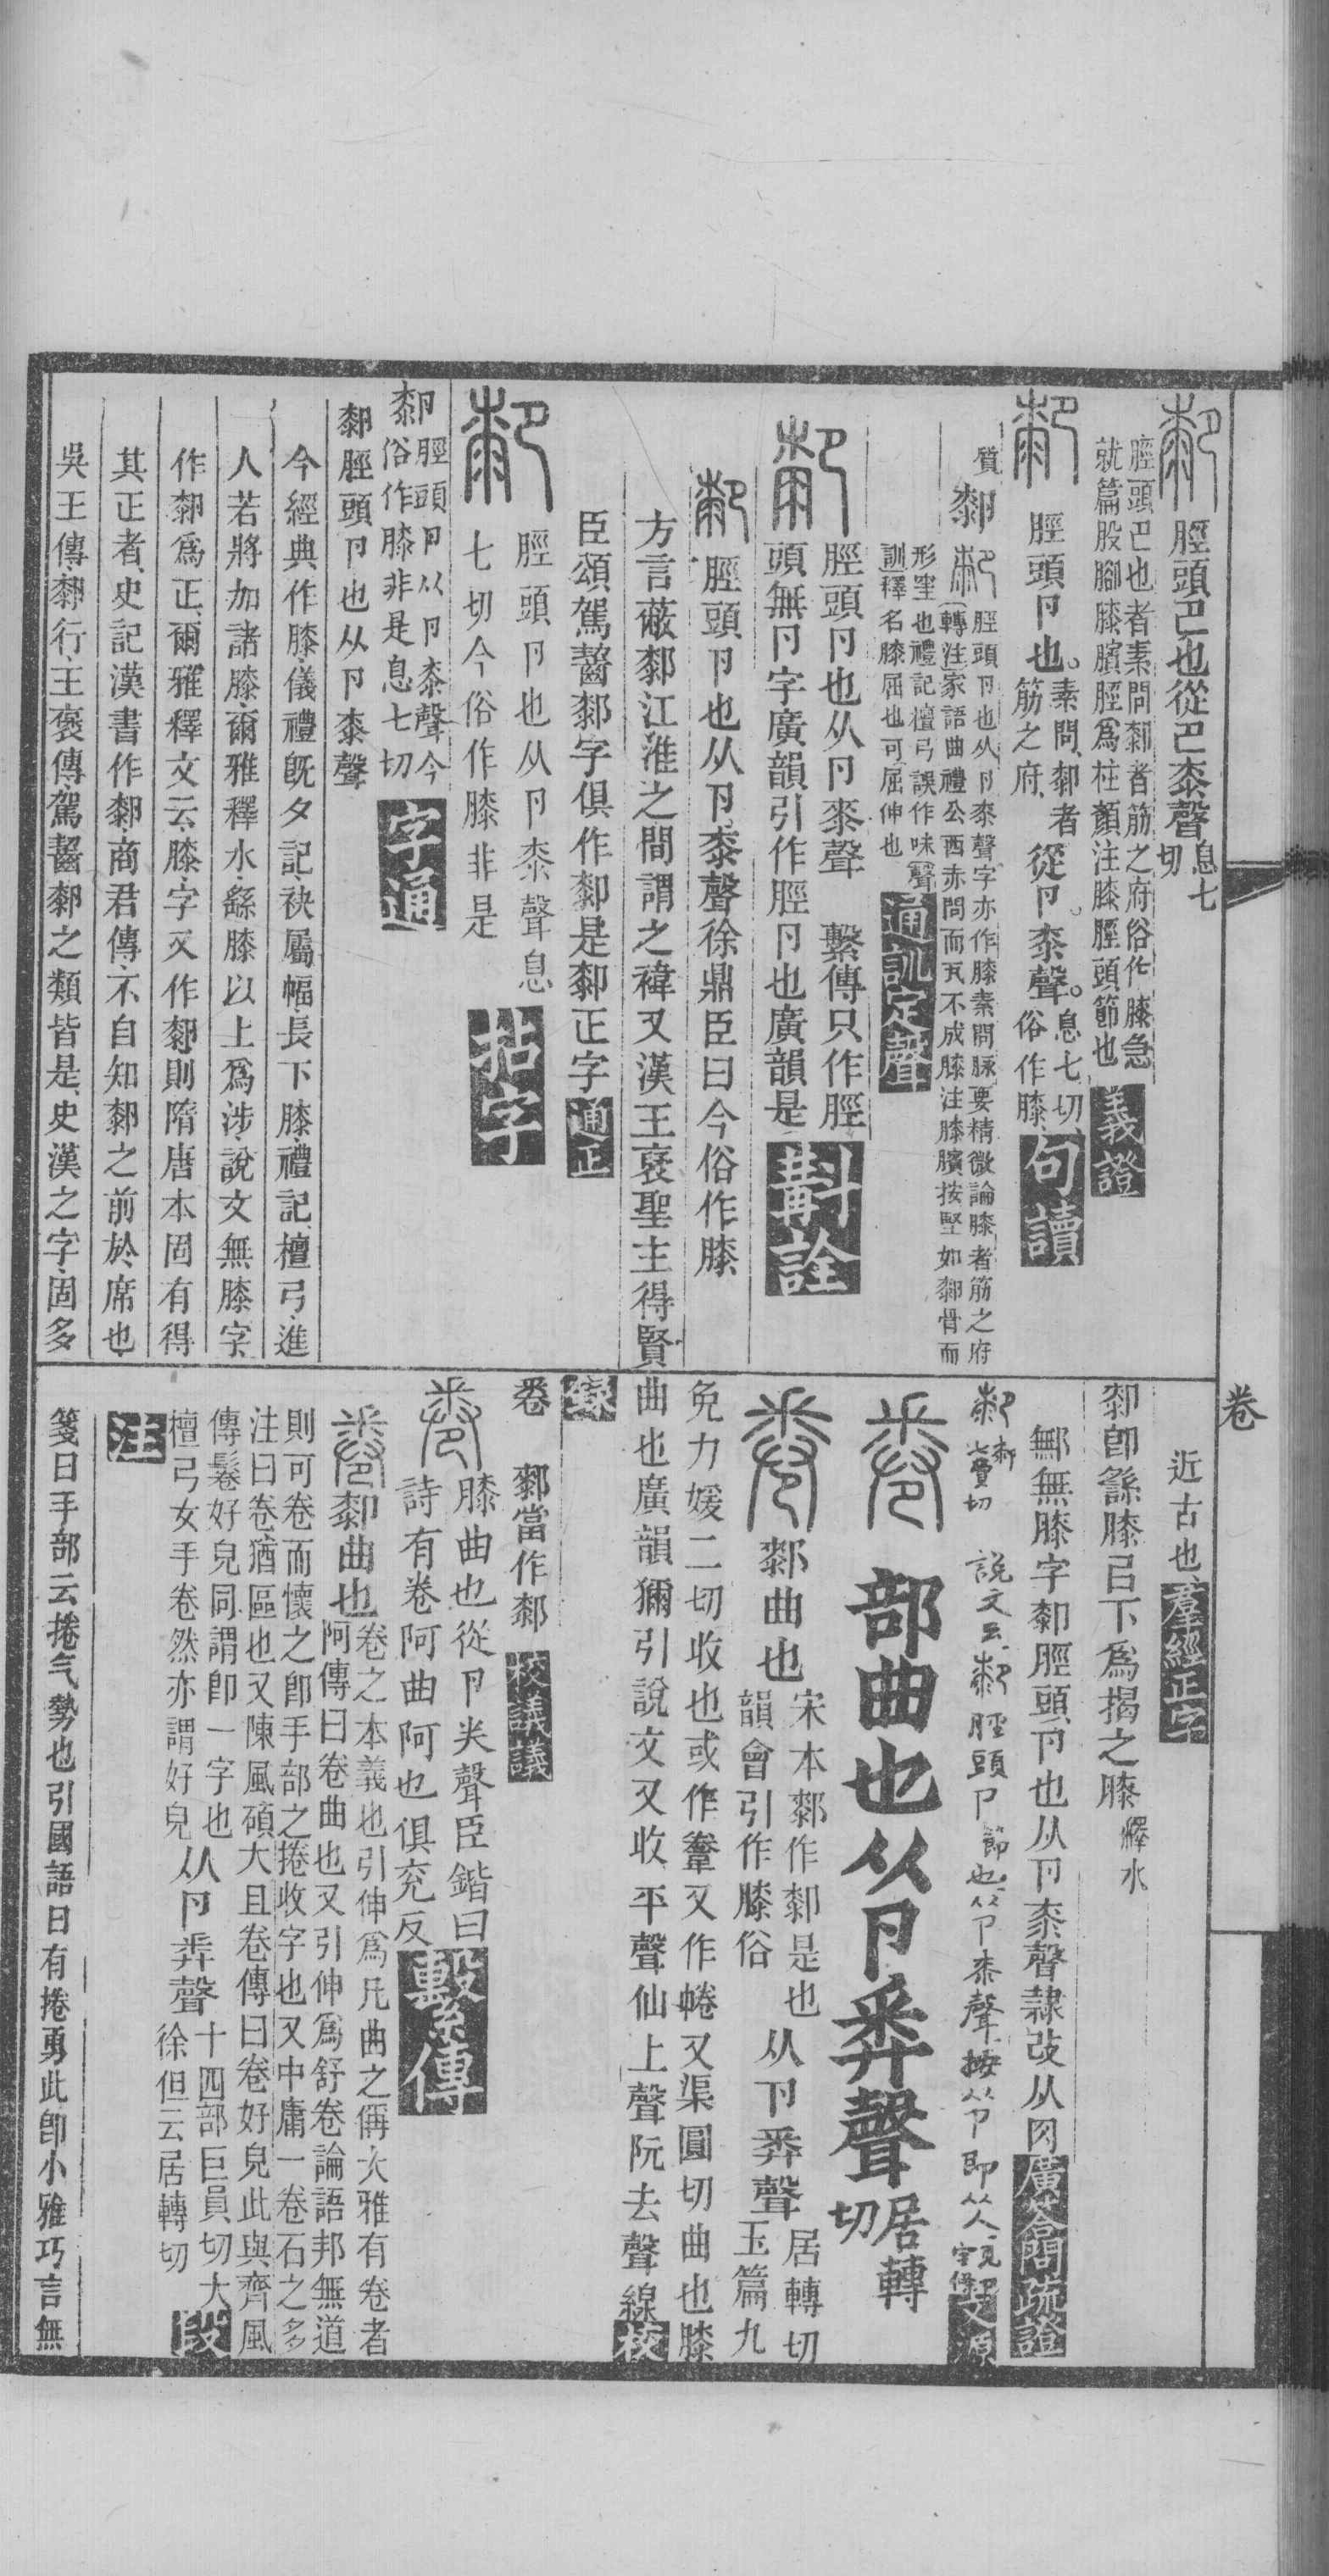 脛頭卪也從卪桼聲息七切
脛頭卪也者素問厀者筋之府俗作膝急
就篇股腳膝臏脛爲柱顏注膝脛頭節也義證
脛頭卪也。素問、厀者筋之府、從卪。桼聲。息七切俗作膝、句讀
質厀
脛頭卪也从卪桼聲字亦作膝素問脉要精微論膝者筋之府
轉注家語曲禮公西赤問而瓦不成膝注膝臏按堅如厀骨而
形窐也禮記檀弓誤作味聲
訓釋名膝屈也可屈伸也通訓定聲
脛頭卪也从卪桼聲 繫傳只作脛
頭無卪字廣韻引作脛卪也廣韻是斠詮
脛頭卪也从卪桼聲徐鼎臣曰今俗作膝
方言蔽厀江淮之間謂之褘又漢王襃聖主得賢
臣頌駕齧厀字俱作厀是厀正字通正
脛頭卪也从卪桼聲息
七切今俗作膝非是拈字
厀脛頭卪从卪桼聲今
俗作膝非是息七切字通
厀脛頭卪也从卪桼聲
今經典作膝儀禮旣夕記袂屬幅長下膝禮記檀弓進
人若將加諸膝爾雅釋水繇膝以上爲涉說文無膝字
作厀爲正爾雅釋文云膝字又作厀則隋唐本固有得
其正者史記漢書作厀商君傳不自知厀之前於席也
吳王傳厀行王襃傳駕齧厀之類皆是史漢之字固多
卷
近古也羣經正字
厀卽繇膝㠯下爲揭之膝釋水
鄦無膝字厀脛頭卪也从卪桼聲隸改从肉廣答問疏證
說文云厀脛頭卪節也从卪桼聲按从卪卽从人文源
部曲也从卪𢍏聲居轉切
厀曲也宋本厀作厀是也韻會引作膝俗从卪𢍏聲居轉切玉篇九
免力媛二切收也或作韏又作踡又渠圓切曲也膝
曲也廣韻獮引說文又收平聲仙上聲阮去聲線校
錄
卷 厀當作厀校議議
膝曲也從卪𢍏聲臣鍇曰
詩有卷阿曲阿也俱充反繫傳
厀曲也卷之本義也引伸爲凡曲之偁大雅有卷者
阿傳曰卷曲也又引伸爲舒卷論語邦無道
則可卷而懷之卽手部之捲收字也又中庸一卷石之多
注曰卷猶區也又陳風碩大且卷傳曰卷好皃此與齊風
傳鬈好皃同謂卽一字也从卪𢍏聲十四部巨員切大
檀弓女手卷然亦謂好皃徐但云居轉切段
注
箋曰手部云捲气勢也引國語曰有捲勇此卽小雅巧言無